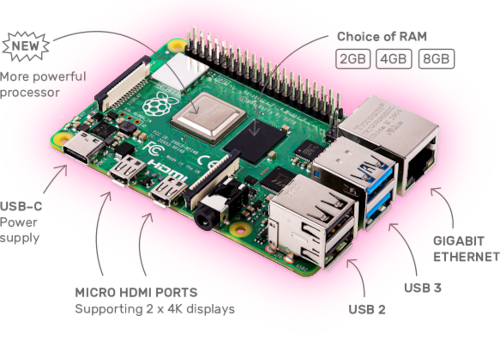 NEW
More powerful
processor
Choice of RAM
2GB 4GB 8GB
USB-C
Power
supply
HDMI
MICRO HDMI PORTS
Supporting 2 x 4K displays
GIGABIT
ETHERNET
USB 3
USB 2